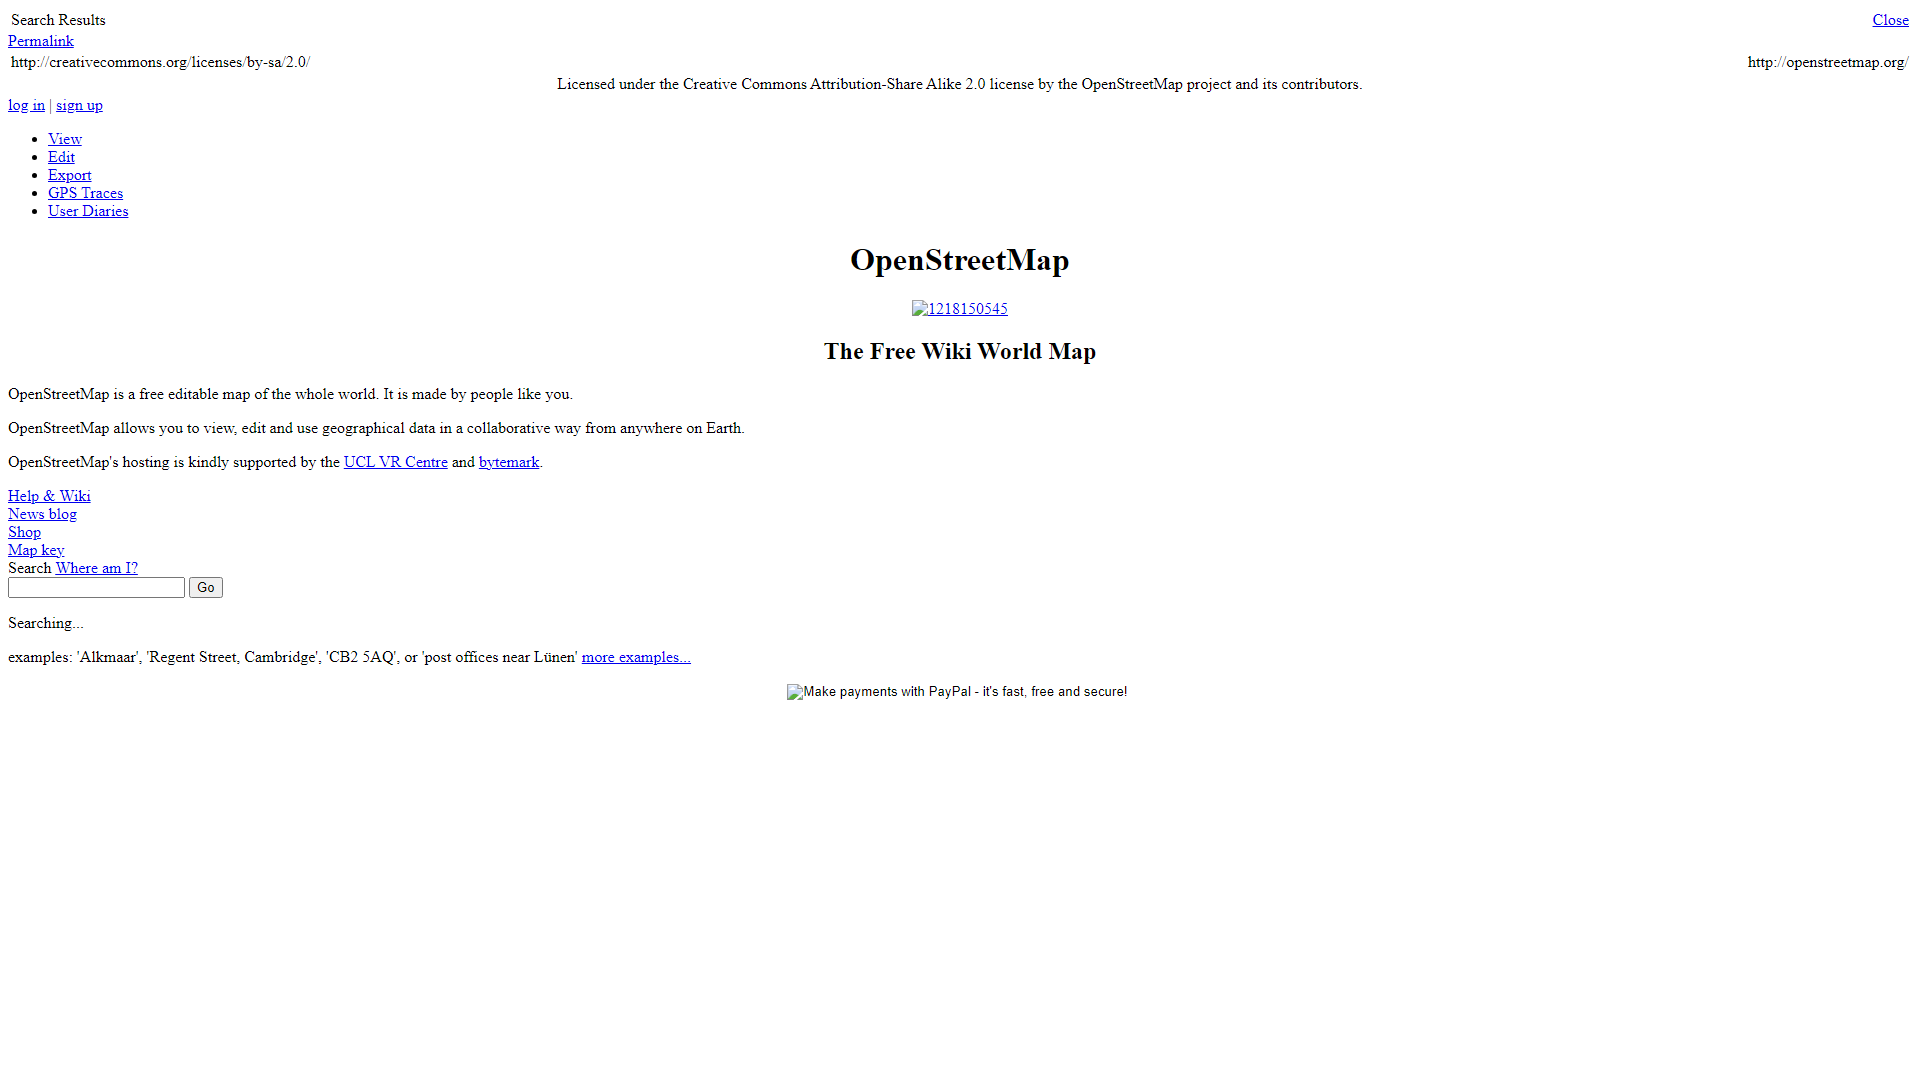 Search Results Close
Permalink
http://creativecommons.org/licenses/by-sa/2.0/ http://openstreetmap.org/
Licensed under the Creative Commons Attribution-Share Alike 2.0 license by the OpenStreetMap project and its contributors.
log in | sign up
View
Edit
Export
GPS Traces
User Diaries
OpenStreetMap
1218150545
The Free Wiki World Map
OpenStreetMap is a free editable map of the whole world. It is made by people like you.
OpenStreetMap allows you to view, edit and use geographical data in a collaborative way from anywhere on Earth.
OpenStreetMap's hosting is kindly supported by the UCL VR Centre and bytemark.
Help & Wiki
News blog
Shop
Map key
Search Where am I?
Go
Searching...
examples: 'Alkmaar', 'Regent Street, Cambridge', 'CB2 5AQ', or 'post offices near Lünen' more examples...
Make payments with PayPal - it's fast, free and secure!